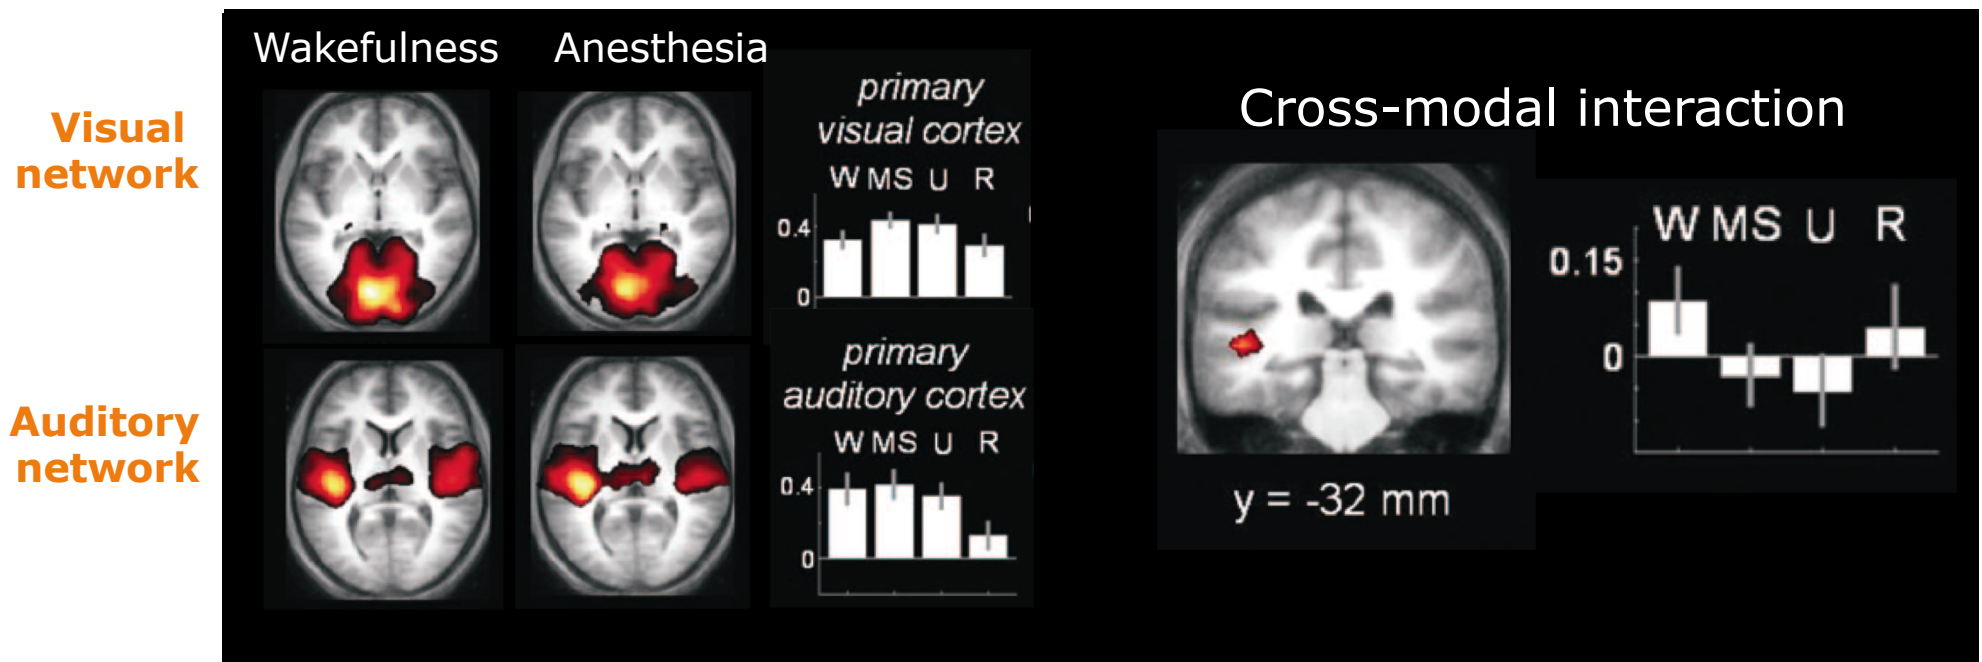 Wakefulness
Anesthesia
Visual
network
primary
visual cortex
W MS U R
0.4
0
Auditory
network
primary
auditory cortex
W MS U R
0.4
0
Cross-modal interaction
y = -32 mm
W MS U R
0.15
0